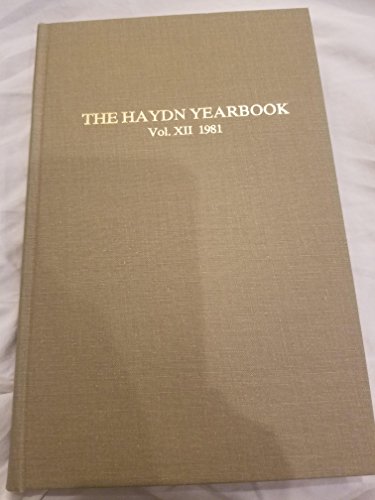 THE HAYDN YEARBOOK
Vol. XII 1981